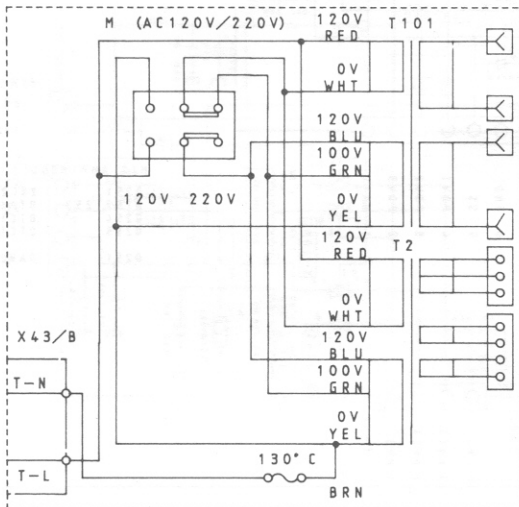 M (AC120V/220V)
120V
RED
T101
0V
WHT
120V
BLU
100V
GRN
120V 220V
0V
YEL
120V
RED
T2
0V
WHT
X43/B
120V
BLU
100V
GRN
T-N
0V
YEL
130°C
T-L
BRN